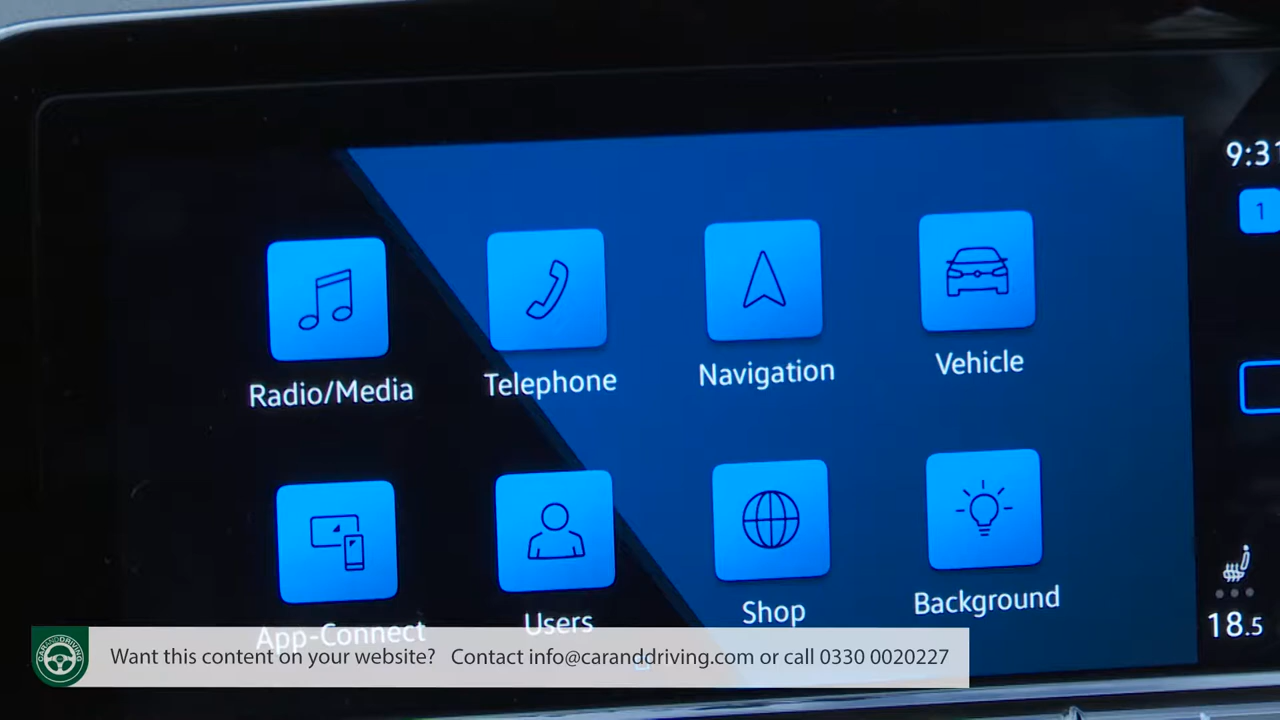 9:31
1
Radio/Media
Telephone
Navigation
Vehicle
App-Connect
Users
Shop
Background
18.5
CARANDDRIVING
Want this content on your website? Contact info@caranddriving.com or call 0330 0020227